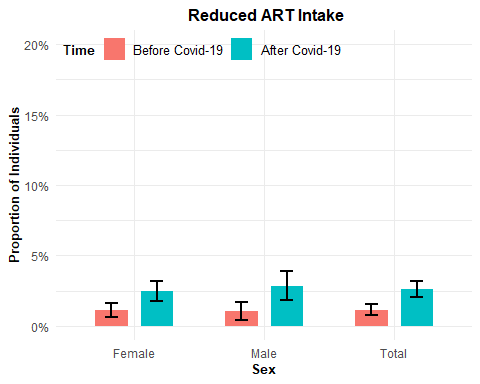 Reduced ART Intake
Time Before Covid-19 After Covid-19
Proportion of Individuals
20%
15%
10%
5%
0%
Female Male Total
Sex